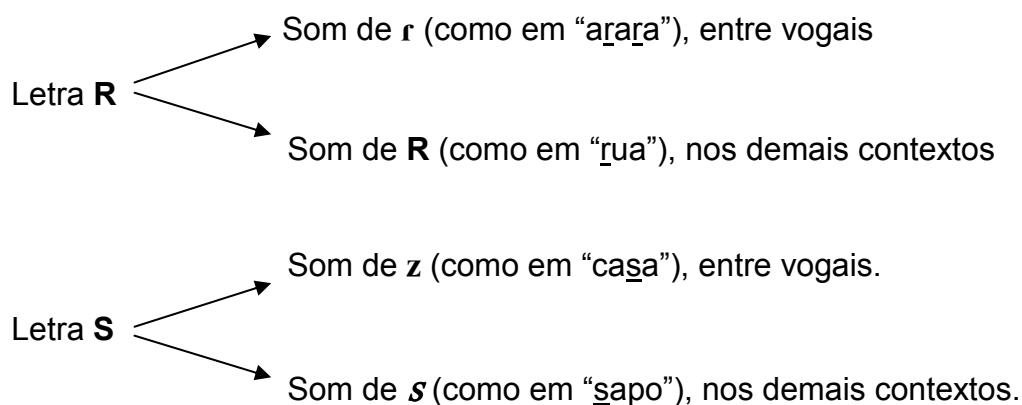 Som de ɾ (como em “arara”), entre vogais
Letra R
Som de R (como em “rua”), nos demais contextos
Som de z (como em “casa”), entre vogais.
Letra S
Som de s (como em “sapo”), nos demais contextos.